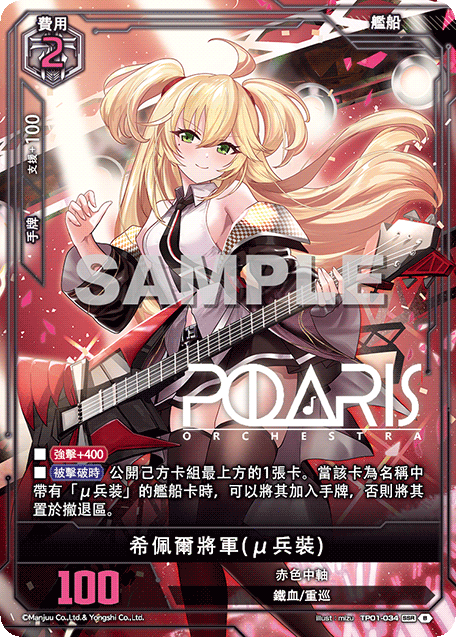 費用
2
艦船
支援+100
手牌
SAMPLE
POLARIS
ORCHESTRA
■ 強擊+400
■ 被擊破時 公開己方卡組最上方的1張卡。當該卡為名稱中
帶有「μ兵裝」的艦船卡時，可以將其加入手牌，否則將其
置於撤退區。
希佩爾將軍(μ兵裝)
100
赤色中軸
鐵血/重巡
©Manjuu Co.,Ltd.& Yongshi Co.,Ltd.
illust : mizu TP01-034 SSR